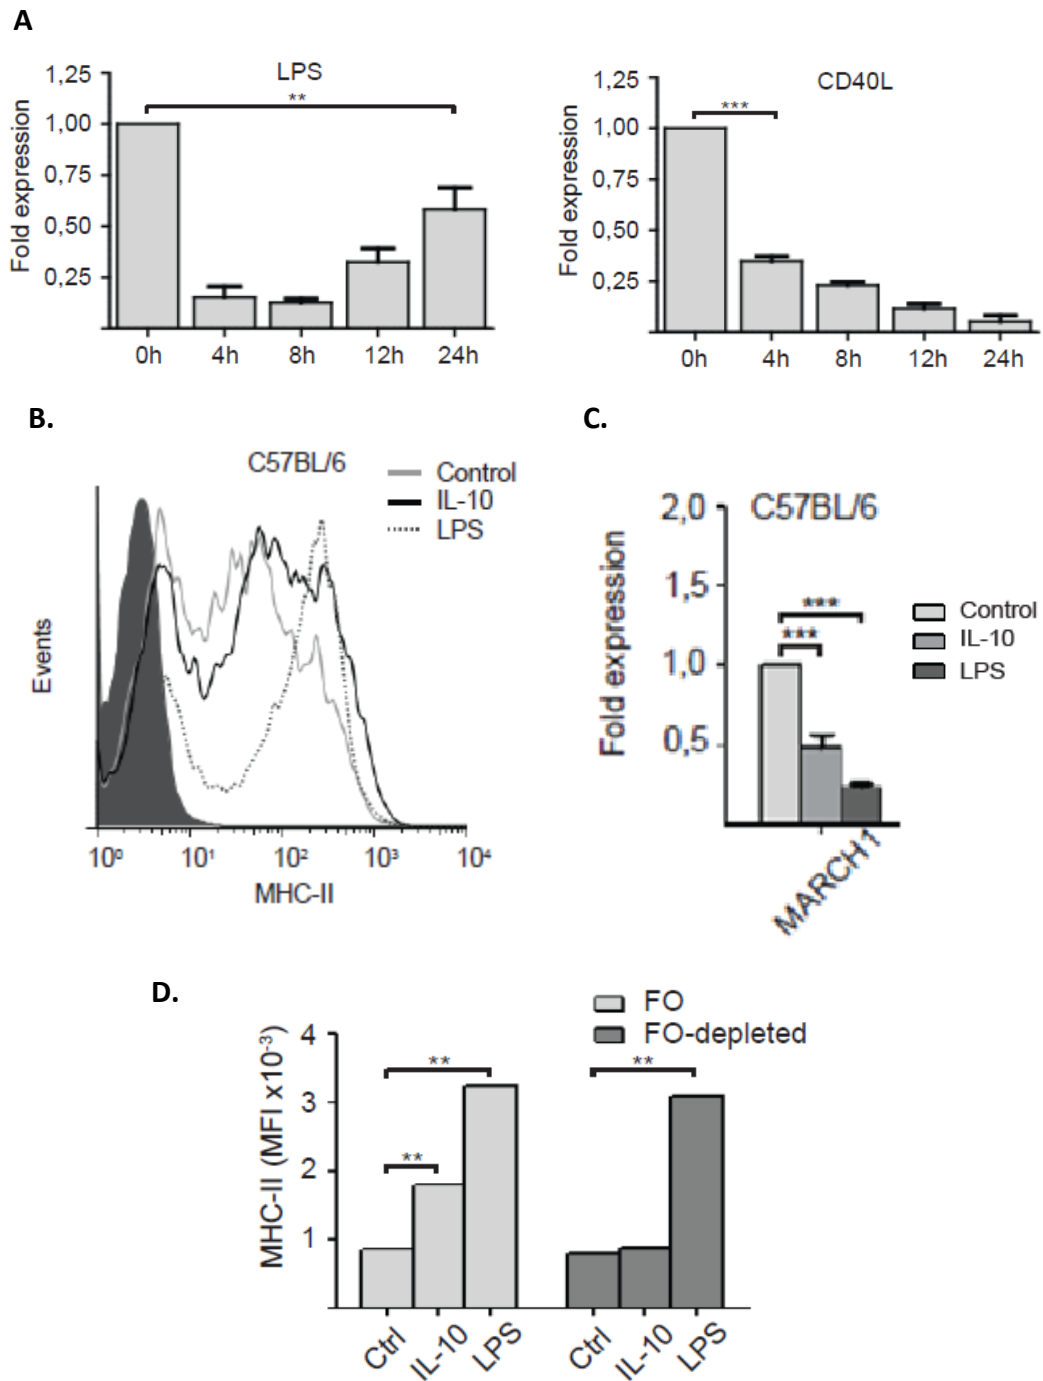 A
LPS
1,25
**
1,00
0,75
0,50
0,25
Fold expression
0h 4h 8h 12h 24h
CD40L
1,25
***
1,00
0,75
0,50
0,25
Fold expression
0h 4h 8h 12h 24h
B.
C57BL/6
Control
IL-10
LPS
Events
10⁰ 10¹ 10² 10³ 10⁴
MHC-II
C.
2,0
C57BL/6
1,5
***
***
1,0
0,5
Fold expression
Control
IL-10
LPS
MARCH1
D.
FO
FO-depleted
MHC-II (MFI x10⁻³)
4
3
2
1
**
**
**
Ctrl IL-10 LPS
Ctrl IL-10 LPS